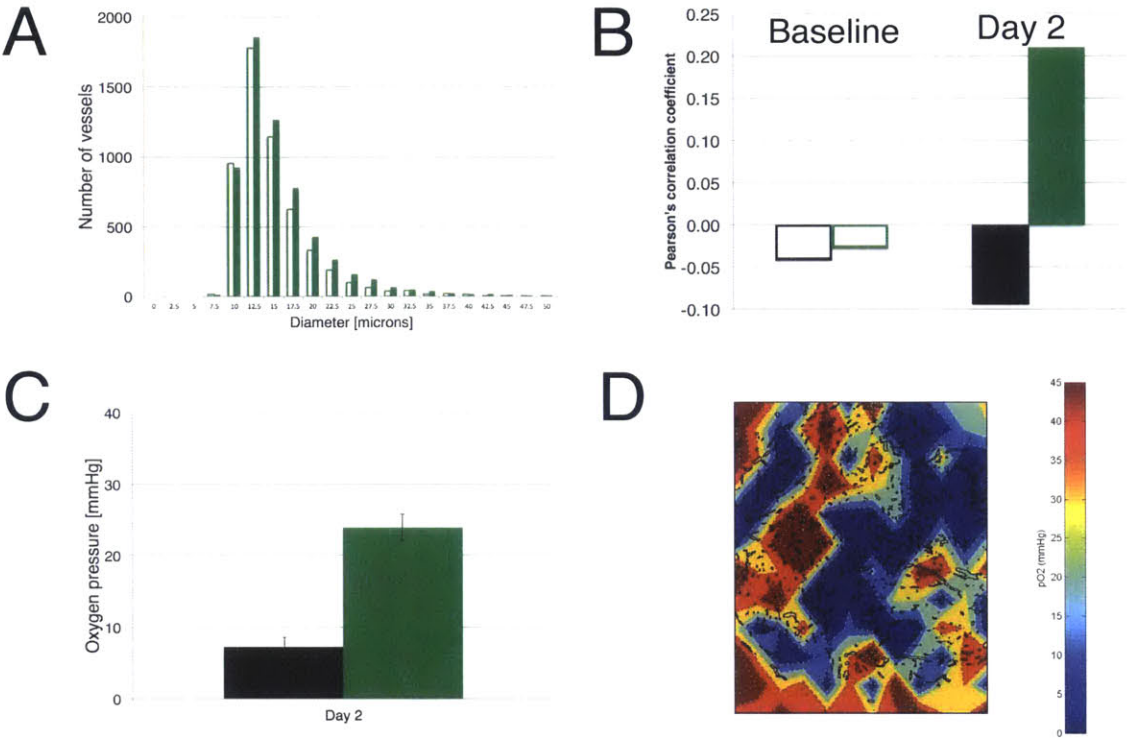 A
2000
1500
1000
500
0
Number of vessels
0 2.5 5 7.5 10 12.5 15 17.5 20 22.5 25 27.5 30 32.5 35 37.5 40 42.5 45 47.5 50
Diameter [microns]
B
Baseline Day 2
0.25
0.20
0.15
0.10
0.05
0.00
-0.05
-0.10
Pearson's correlation coefficient
C
40
30
20
10
0
Oxygen pressure [mmHg]
Day 2
D
45
40
35
30
25
20
15
10
5
0
pO2 (mmHg)